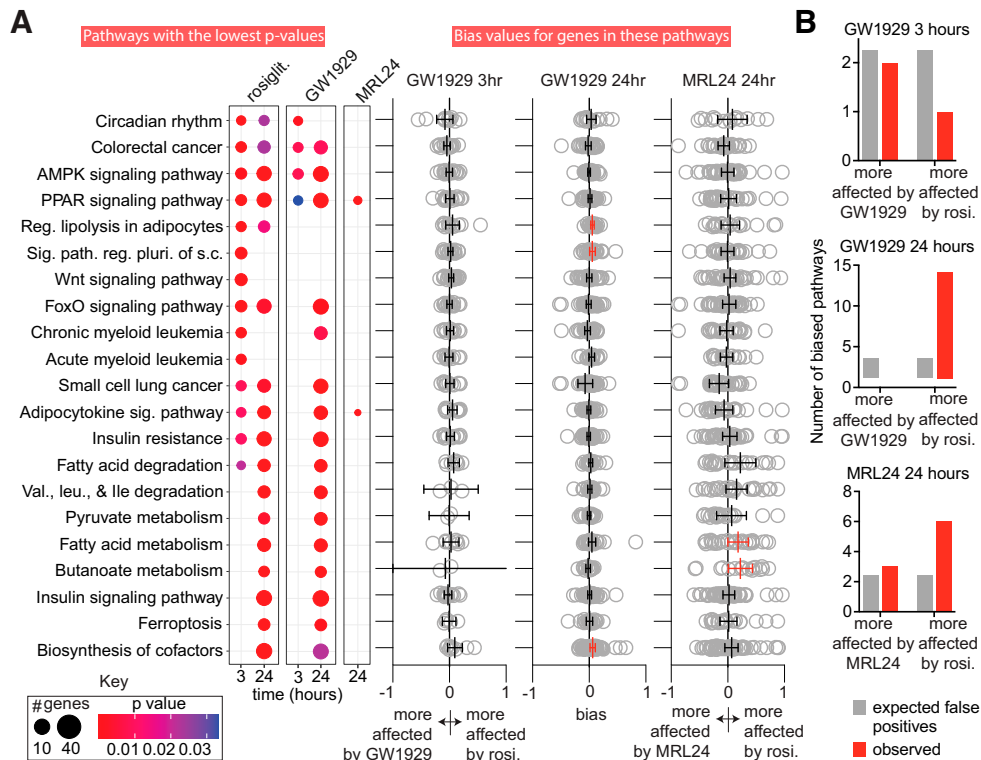 A
Pathways with the lowest p-values
Bias values for genes in these pathways
rosiglit.
GW1929
MRL24
GW1929 3hr
GW1929 24hr
MRL24 24hr
Circadian rhythm
Colorectal cancer
AMPK signaling pathway
PPAR signaling pathway
Reg. lipolysis in adipocytes
Sig. path. reg. pluri. of s.c.
Wnt signaling pathway
FoxO signaling pathway
Chronic myeloid leukemia
Acute myeloid leukemia
Small cell lung cancer
Adipocytokine sig. pathway
Insulin resistance
Fatty acid degradation
Val., leu., & Ile degradation
Pyruvate metabolism
Fatty acid metabolism
Butanoate metabolism
Insulin signaling pathway
Ferroptosis
Biosynthesis of cofactors
3 24 3 24 24
time (hours)
-1 0 1
-1 0 1
-1 0 1
bias
more affected by GW1929
more affected by rosi.
more affected by MRL24
more affected by rosi.
Key
# genes
10 40
p value
0.01 0.02 0.03
B
Number of biased pathways
GW1929 3 hours
2
1
0
more affected by GW1929
more affected by rosi.
GW1929 24 hours
15
10
5
0
more affected by GW1929
more affected by rosi.
MRL24 24 hours
8
6
4
2
0
more affected by MRL24
more affected by rosi.
expected false positives
observed